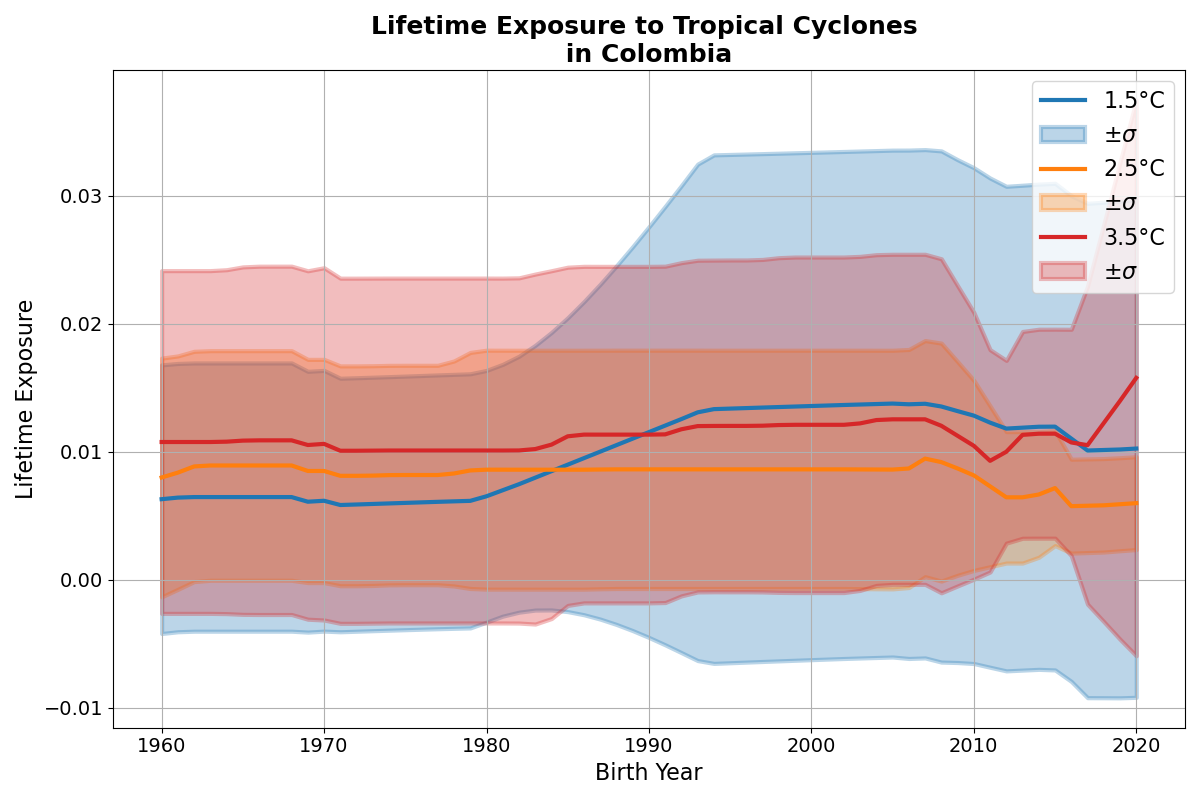 Lifetime Exposure to Tropical Cyclones
in Colombia
1.5°C
±σ
2.5°C
±σ
3.5°C
±σ
Lifetime Exposure
0.03
0.02
0.01
0.00
−0.01
1960
1970
1980
1990
2000
2010
2020
Birth Year